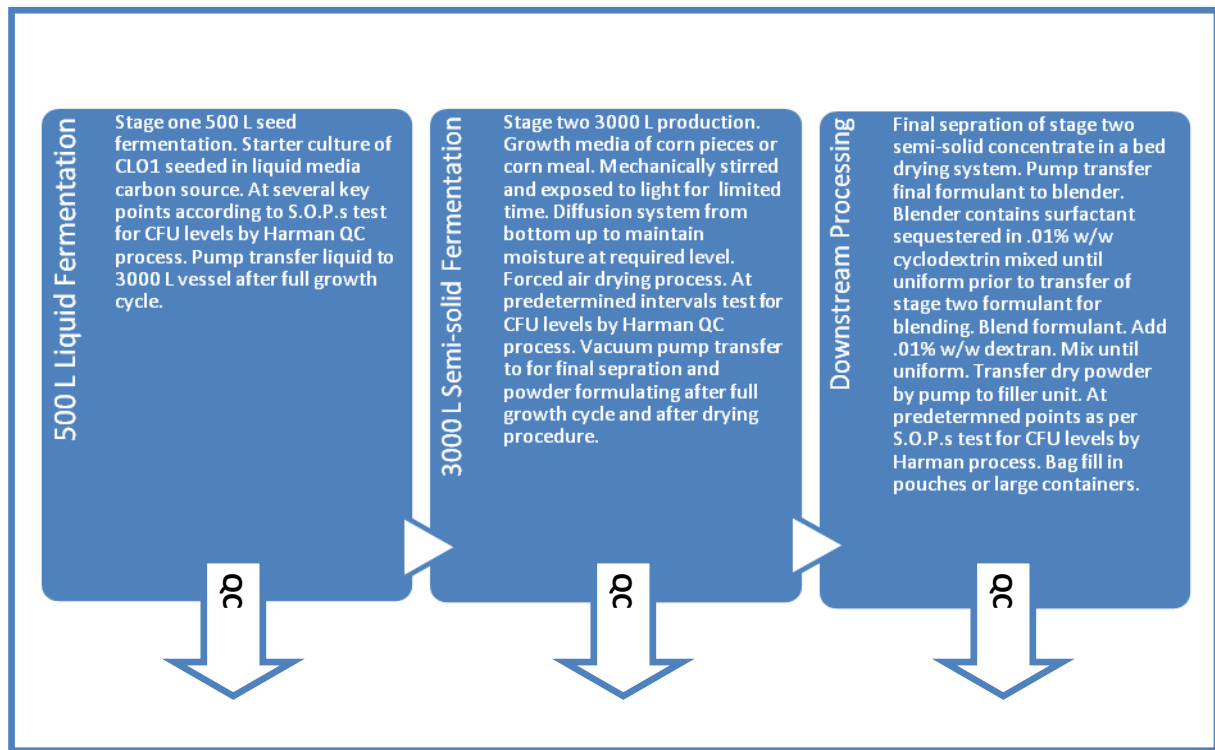 500 L Liquid Fermentation
Stage one 500 L seed
fermentation. Starter culture of
CLO1 seeded in liquid media
carbon source. At several key
points according to S.O.P.s test
for CFU levels by Harman QC
process. Pump transfer liquid to
3000 L vessel after full growth
cycle.
QC
3000 L Semi-solid Fermentation
Stage two 3000 L production.
Growth media of corn pieces or
corn meal. Mechanically stirred
and exposed to light for limited
time. Diffusion system from
bottom up to maintain
moisture at required level.
Forced air drying process. At
predetermined intervals test for
CFU levels by Harman QC
process. Vacuum pump transfer
to for final sepration and
powder formulating after full
growth cycle and after drying
procedure.
QC
Downstream Processing
Final sepration of stage two
semi-solid concentrate in a bed
drying system. Pump transfer
final formulant to blender.
Blender contains surfactant
sequestered in .01% w/w
cyclodextrin mixed until
uniform prior to transfer of
stage two formulant for
blending. Blend formulant. Add
.01% w/w dextran. Mix until
uniform. Transfer dry powder
by pump to filler unit. At
predetermned points as per
S.O.P.s test for CFU levels by
Harman process. Bag fill in
pouches or large containers.
QC